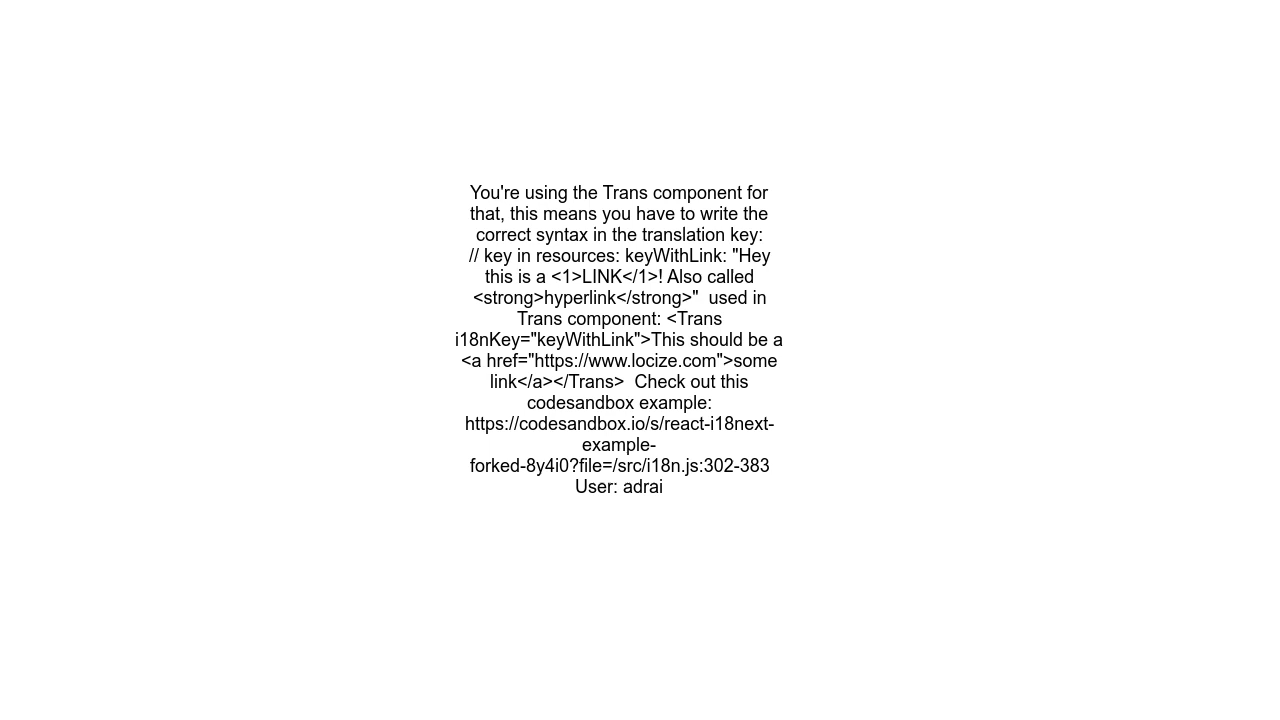 You're using the Trans component for
that, this means you have to write the
correct syntax in the translation key:
// key in resources: keyWithLink: "Hey
this is a <1>LINK</1>! Also called
<strong>hyperlink</strong>"  used in
Trans component: <Trans
i18nKey="keyWithLink">This should be a
<a href="https://www.locize.com">some
link</a></Trans>  Check out this
codesandbox example:
https://codesandbox.io/s/react-i18next-
example-
forked-8y4i0?file=/src/i18n.js:302-383
User: adrai